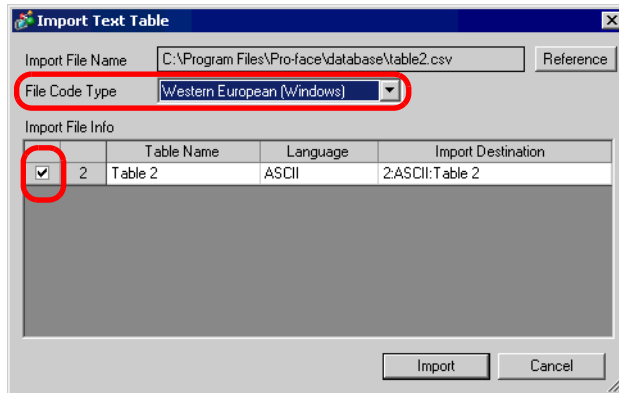 Import Text Table
Import File Name C:\Program Files\Pro-face\database\table2.csv Reference
File Code Type Western European (Windows)
Import File Info
Table Name Language Import Destination
2 Table 2 ASCII 2:ASCII:Table 2
Import Cancel